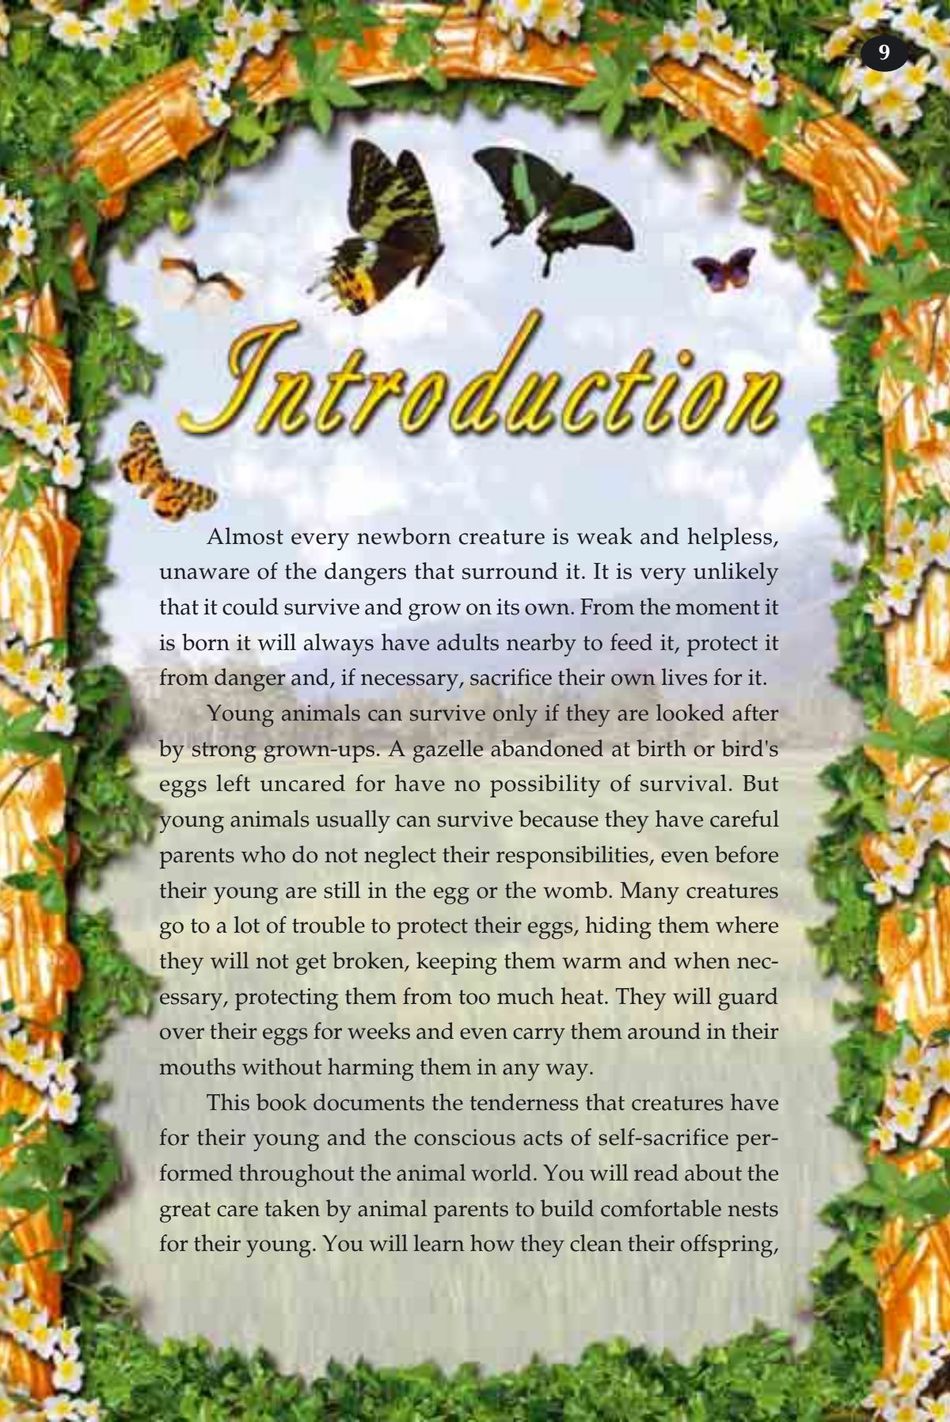 9
Introduction
Almost every newborn creature is weak and helpless,
unaware of the dangers that surround it. It is very unlikely
that it could survive and grow on its own. From the moment it
is born it will always have adults nearby to feed it, protect it
from danger and, if necessary, sacrifice their own lives for it.
Young animals can survive only if they are looked after
by strong grown-ups. A gazelle abandoned at birth or bird's
eggs left uncared for have no possibility of survival. But
young animals usually can survive because they have careful
parents who do not neglect their responsibilities, even before
their young are still in the egg or the womb. Many creatures
go to a lot of trouble to protect their eggs, hiding them where
they will not get broken, keeping them warm and when nec-
essary, protecting them from too much heat. They will guard
over their eggs for weeks and even carry them around in their
mouths without harming them in any way.
This book documents the tenderness that creatures have
for their young and the conscious acts of self-sacrifice per-
formed throughout the animal world. You will read about the
great care taken by animal parents to build comfortable nests
for their young. You will learn how they clean their offspring,